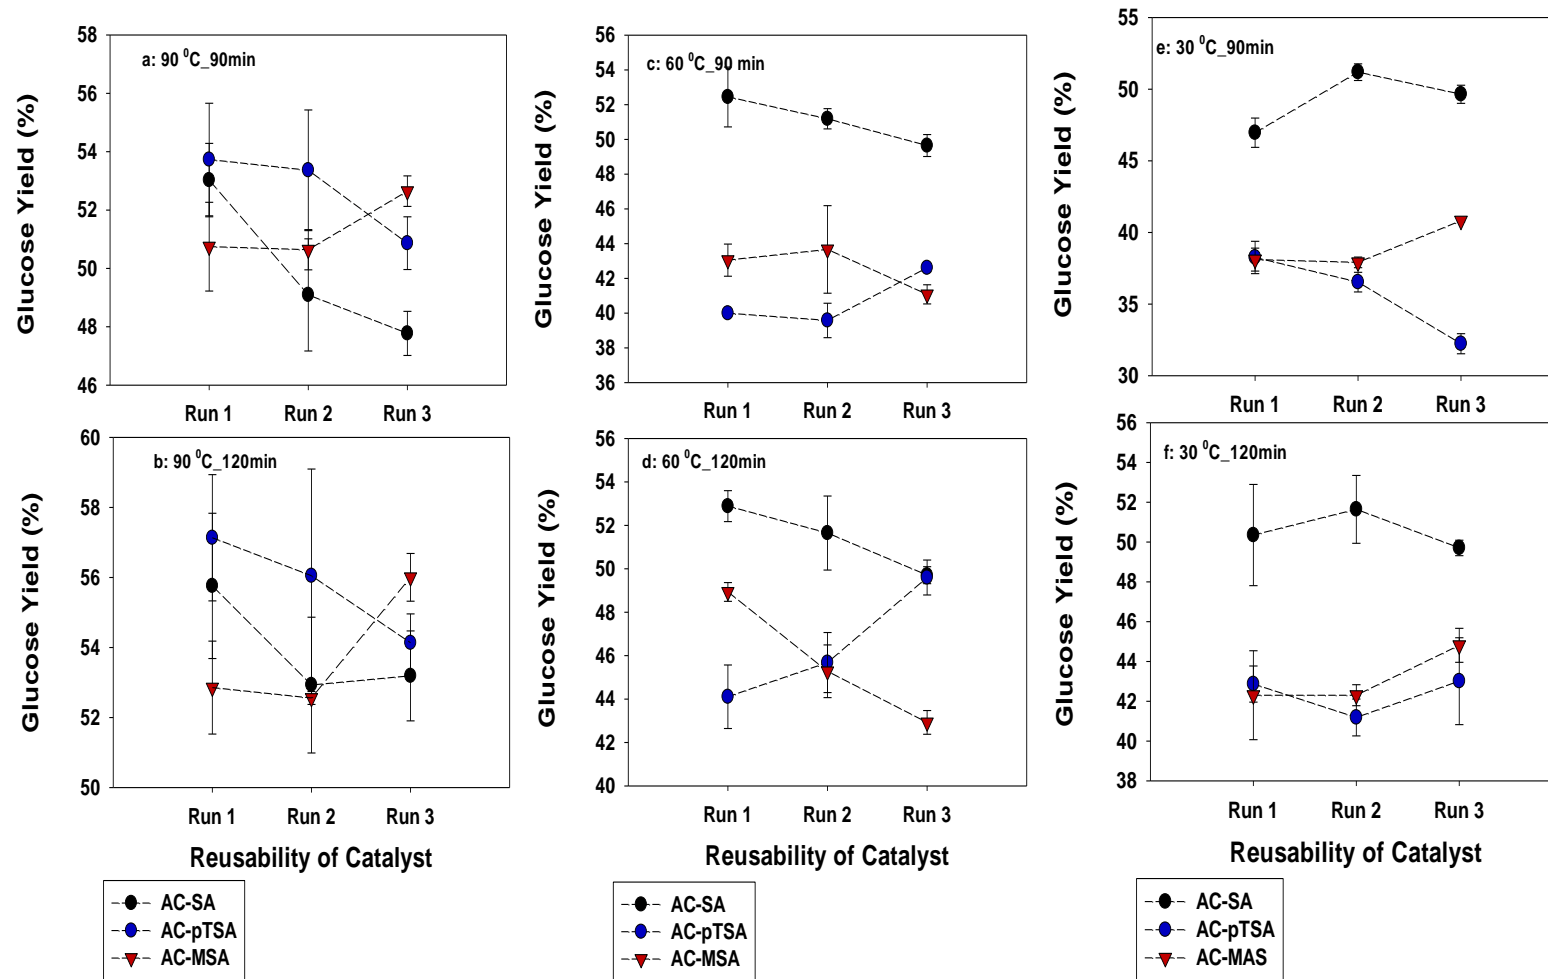 a: 90 ⁰C_90min
Glucose Yield (%)
58
56
54
52
50
48
46
Run 1 Run 2 Run 3
c: 60 ⁰C_90 min
Glucose Yield (%)
56
54
52
50
48
46
44
42
40
38
36
Run 1 Run 2 Run 3
e: 30 ⁰C_90min
Glucose Yield (%)
55
50
45
40
35
30
Run 1 Run 2 Run 3
b: 90 ⁰C_120min
Glucose Yield (%)
60
58
56
54
52
50
Run 1 Run 2 Run 3
Reusability of Catalyst
AC-SA
AC-pTSA
AC-MSA
d: 60 ⁰C_120min
Glucose Yield (%)
56
54
52
50
48
46
44
42
40
Run 1 Run 2 Run 3
Reusability of Catalyst
AC-SA
AC-pTSA
AC-MSA
f: 30 ⁰C_120min
Glucose Yield (%)
56
54
52
50
48
46
44
42
40
38
Run 1 Run 2 Run 3
Reusability of Catalyst
AC-SA
AC-pTSA
AC-MAS